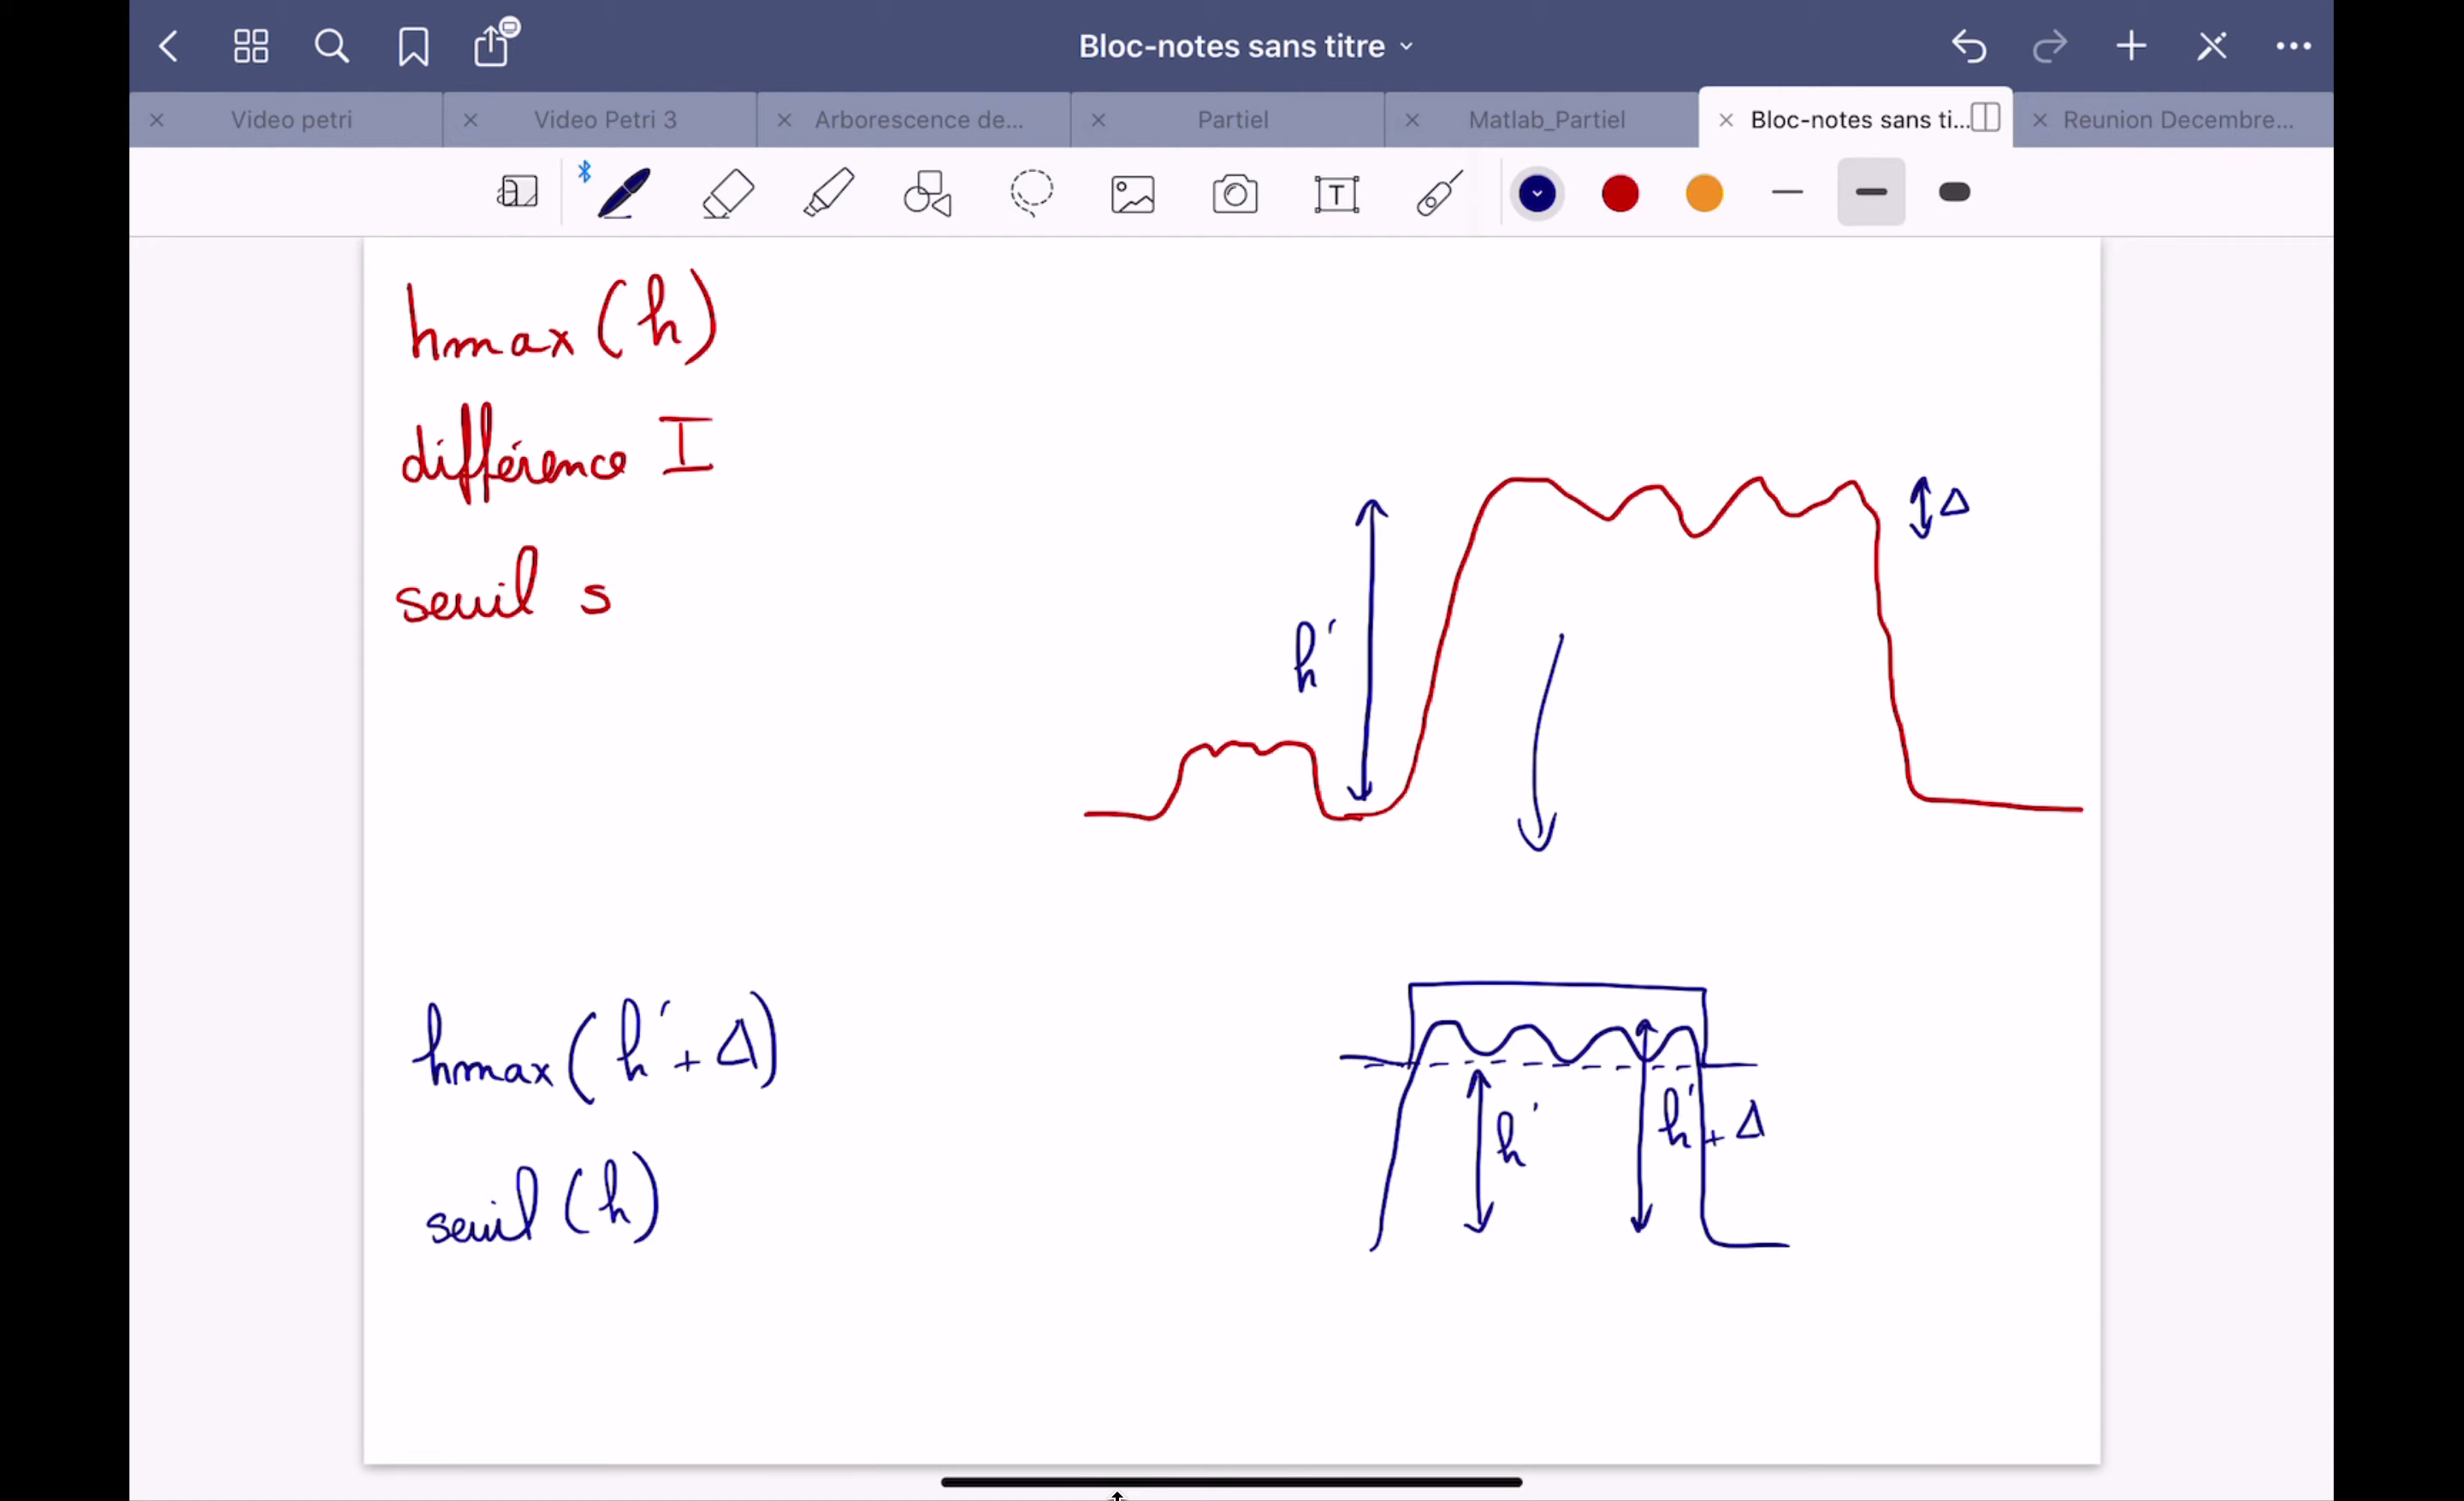 Bloc-notes sans titre
Video petri
Video Petri 3
Arborescence de...
Partiel
Matlab_Partiel
Bloc-notes sans ti...
Reunion Decembre...
a
T
hmax (h)
différence I
seuil s
Δ
h'
hmax (h' + Δ)
seuil (h)
h'
h' + Δ